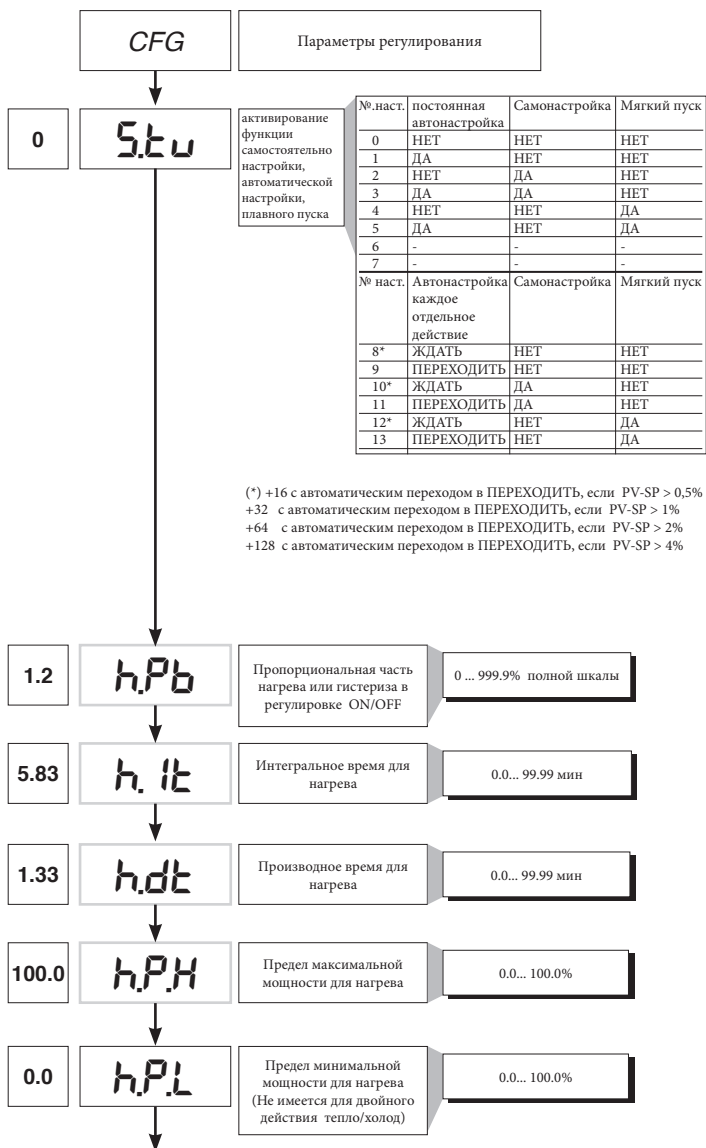 CFG
Параметры регулирования
0
S.tu
активирование
функции
самостоятельно
настройки,
автоматической
настройки,
плавного пуска
№.наст. постоянная автонастройка Самонастройка Мягкий пуск
0 НЕТ НЕТ НЕТ
1 ДА НЕТ НЕТ
2 НЕТ ДА НЕТ
3 ДА ДА НЕТ
4 НЕТ НЕТ ДА
5 ДА НЕТ ДА
6 - - -
7 - - -
№ наст. Автонастройка каждое отдельное действие Самонастройка Мягкий пуск
8* ЖДАТЬ НЕТ НЕТ
9 ПЕРЕХОДИТЬ НЕТ НЕТ
10* ЖДАТЬ ДА НЕТ
11 ПЕРЕХОДИТЬ ДА НЕТ
12* ЖДАТЬ НЕТ ДА
13 ПЕРЕХОДИТЬ НЕТ ДА
(*) +16 с автоматическим переходом в ПЕРЕХОДИТЬ, если PV-SP > 0,5%
+32 с автоматическим переходом в ПЕРЕХОДИТЬ, если PV-SP > 1%
+64 с автоматическим переходом в ПЕРЕХОДИТЬ, если PV-SP > 2%
+128 с автоматическим переходом в ПЕРЕХОДИТЬ, если PV-SP > 4%
1.2
h.Pb
Пропорциональная часть
нагрева или гистериза в
регулировке ON/OFF
0 ... 999.9% полной шкалы
5.83
h.It
Интегральное время для
нагрева
0.0... 99.99 мин
1.33
h.dt
Производное время для
нагрева
0.0... 99.99 мин
100.0
h.P.H
Предел максимальной
мощности для нагрева
0.0... 100.0%
0.0
h.P.L
Предел минимальной
мощности для нагрева
(Не имеется для двойного
действия тепло/холод)
0.0... 100.0%